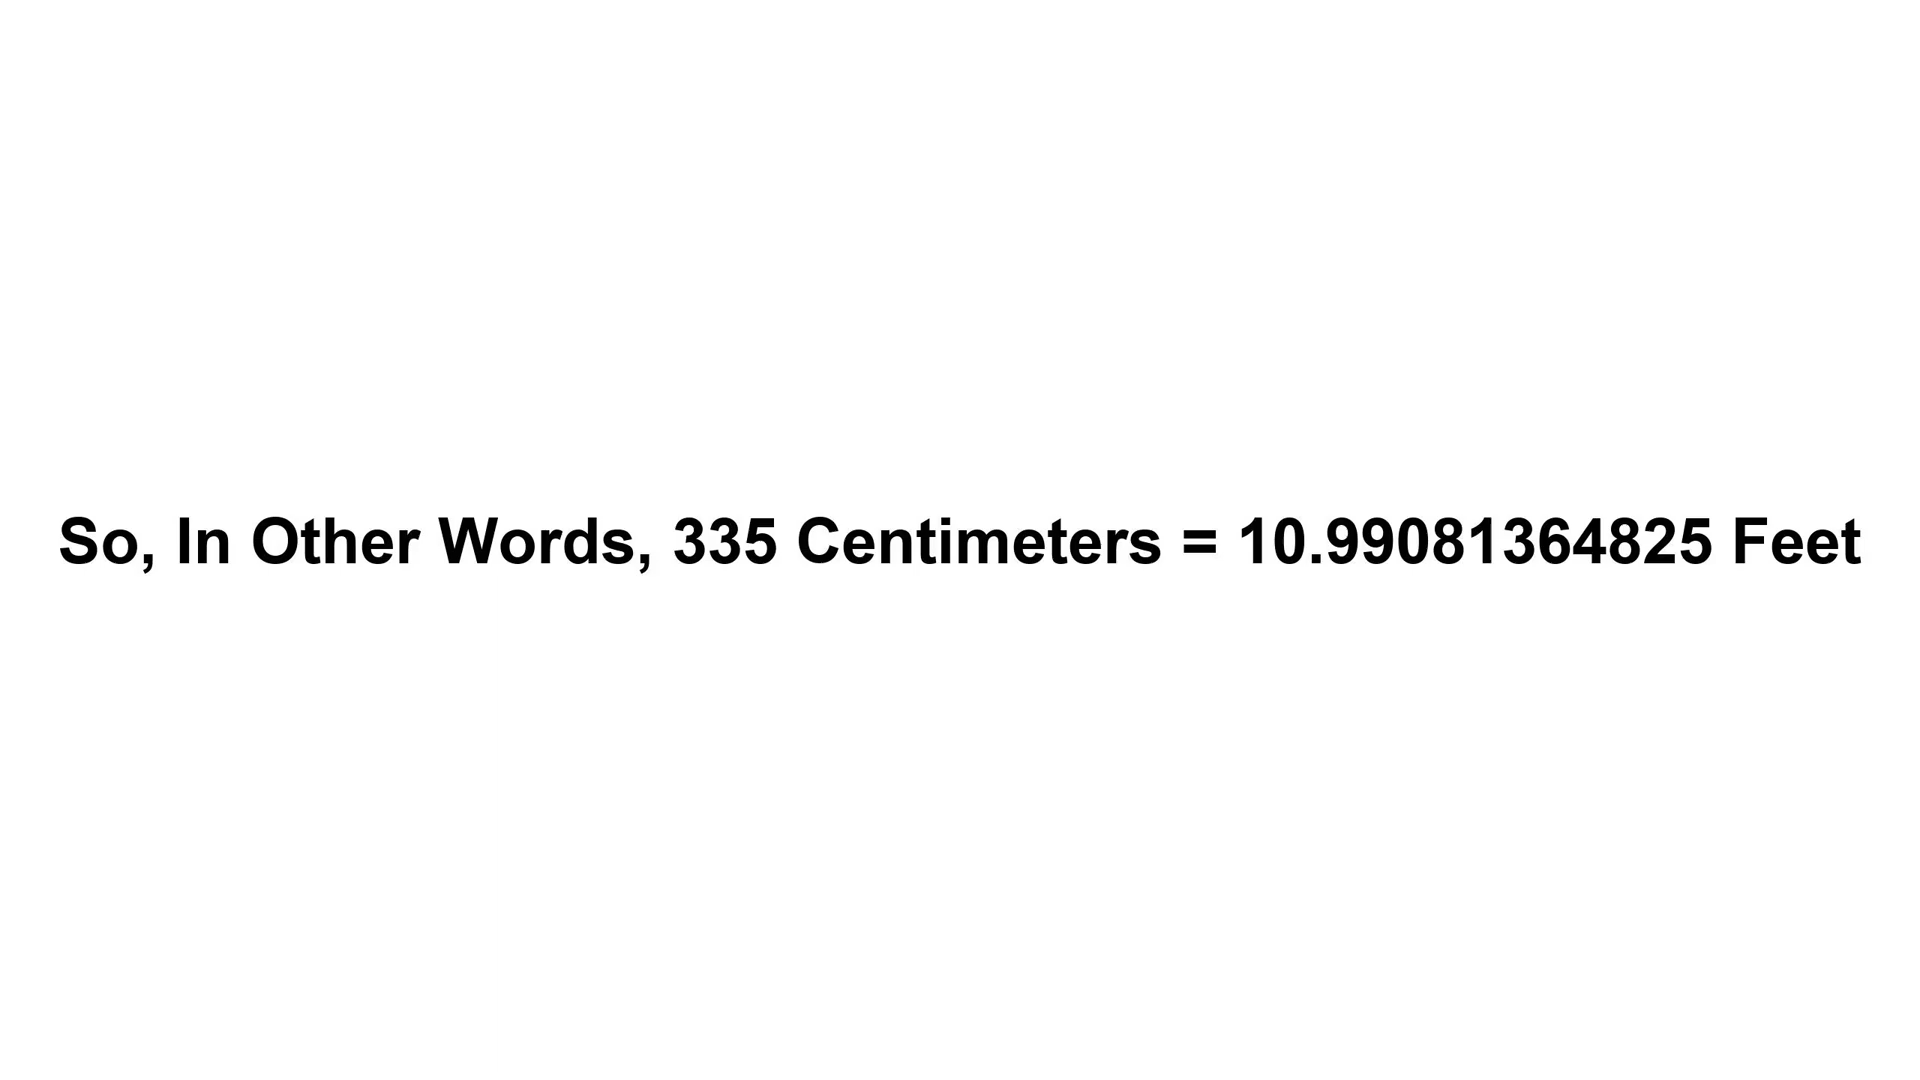 So, In Other Words, 335 Centimeters = 10.99081364825 Feet